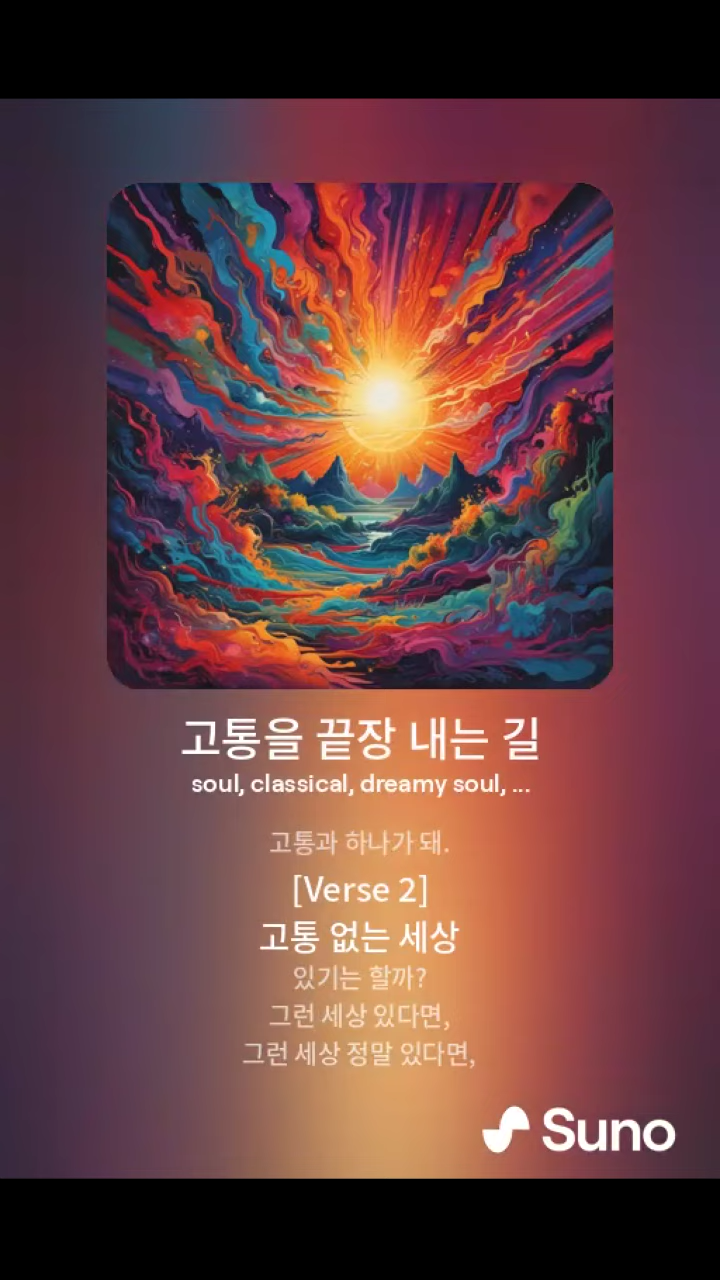 고통을 끝장 내는 길
soul, classical, dreamy soul, ...
고통과 하나가 돼.
[Verse 2]
고통 없는 세상
있기는 할까?
그런 세상 있다면,
그런 세상 정말 있다면,
Suno